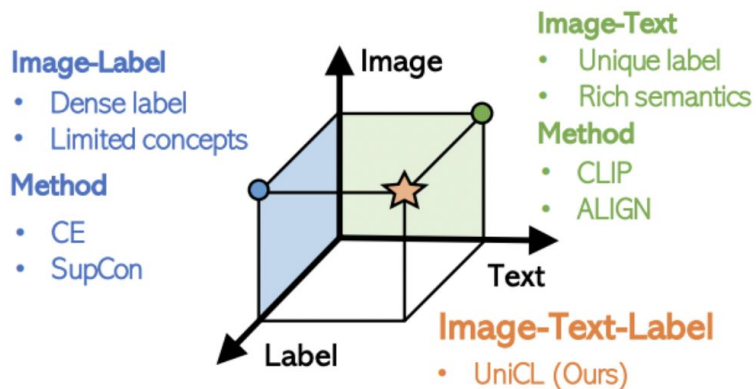 Image-Label
• Dense label
• Limited concepts
Method
• CE
• SupCon
Image
Text
Label
Image-Text
• Unique label
• Rich semantics
Method
• CLIP
• ALIGN
Image-Text-Label
• UniCL (Ours)